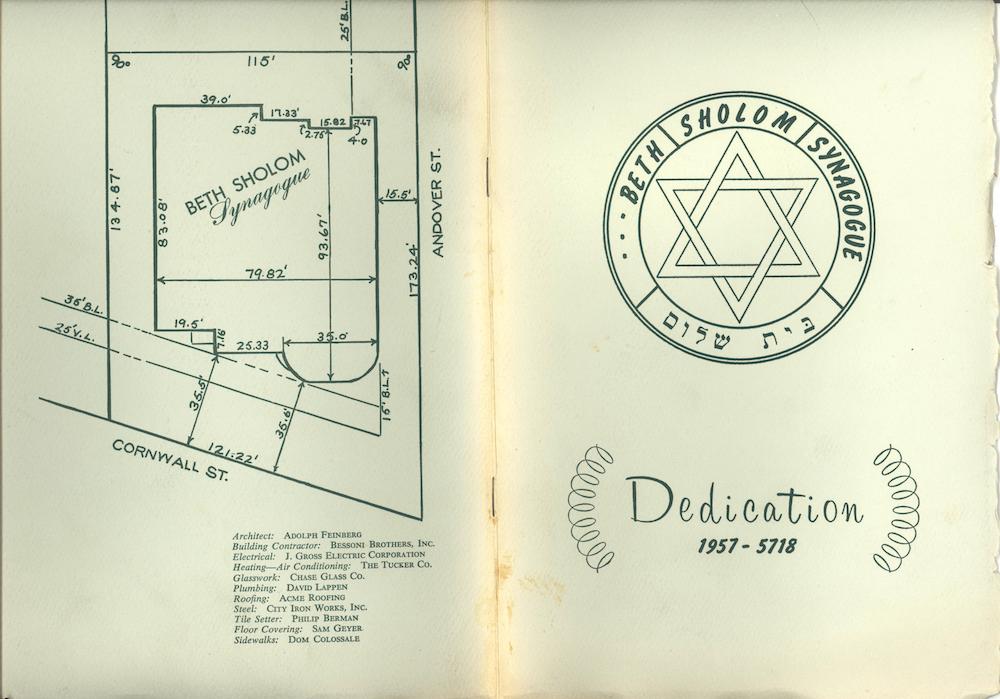 25' B.L.
90°
115'
90°
39.0'
17.33'
15.82
7.47
5.33
2.75'
4.0
BETH SHOLOM
Synagogue
134.87'
83.08'
93.67'
15.5'
ANDOVER ST.
173.24'
79.82'
35' B.L.
25' V.L.
19.5'
7.16'
25.33
35.0'
15' B.L.
35.5'
35.6'
121.22'
CORNWALL ST.
Architect: ADOLPH FEINBERG
Building Contractor: BESSONI BROTHERS, INC.
Electrical: J. GROSS ELECTRIC CORPORATION
Heating—Air Conditioning: THE TUCKER CO.
Glasswork: CHASE GLASS CO.
Plumbing: DAVID LAPPEN
Roofing: ACME ROOFING
Steel: CITY IRON WORKS, INC.
Tile Setter: PHILIP BERMAN
Floor Covering: SAM GEYER
Sidewalks: DOM COLOSSALE
BETH SHOLOM SYNAGOGUE
בית שלום
Dedication
1957 - 5718